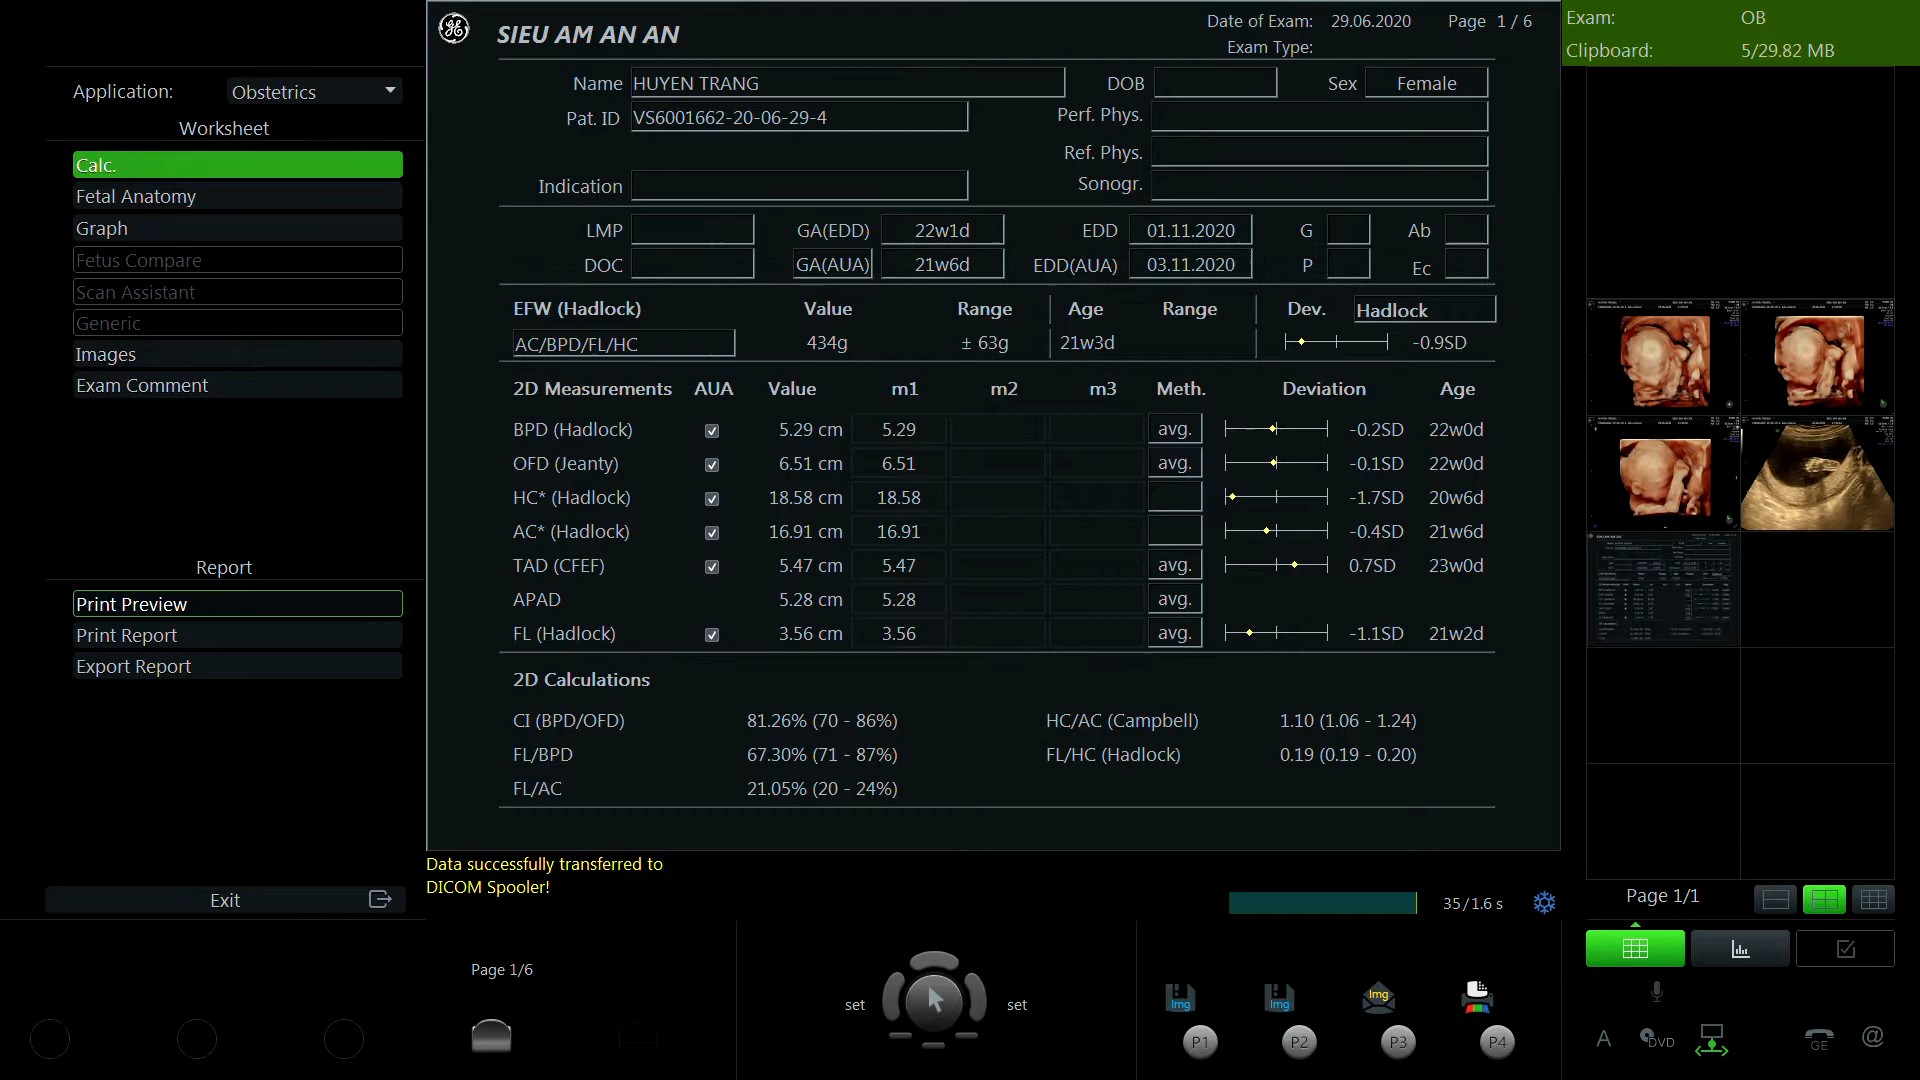 Application: Obstetrics
Worksheet
Calc.
Fetal Anatomy
Graph
Fetus Compare
Scan Assistant
Generic
Images
Exam Comment
Report
Print Preview
Print Report
Export Report
Exit
SIEU AM AN AN
Date of Exam: 29.06.2020 Page 1 / 6
Exam Type:
Name HUYEN TRANG DOB Sex Female
Pat. ID VS6001662-20-06-29-4 Perf. Phys.
Ref. Phys.
Indication Sonogr.
LMP GA(EDD) 22w1d EDD 01.11.2020 G Ab
DOC GA(AUA) 21w6d EDD(AUA) 03.11.2020 P Ec
EFW (Hadlock) Value Range Age Range Dev. Hadlock
AC/BPD/FL/HC 434g ± 63g 21w3d -0.9SD
2D Measurements AUA Value m1 m2 m3 Meth. Deviation Age
BPD (Hadlock) 5.29 cm 5.29 avg. -0.2SD 22w0d
OFD (Jeanty) 6.51 cm 6.51 avg. -0.1SD 22w0d
HC* (Hadlock) 18.58 cm 18.58 -1.7SD 20w6d
AC* (Hadlock) 16.91 cm 16.91 -0.4SD 21w6d
TAD (CFEF) 5.47 cm 5.47 avg. 0.7SD 23w0d
APAD 5.28 cm 5.28 avg.
FL (Hadlock) 3.56 cm 3.56 avg. -1.1SD 21w2d
2D Calculations
CI (BPD/OFD) 81.26% (70 - 86%) HC/AC (Campbell) 1.10 (1.06 - 1.24)
FL/BPD 67.30% (71 - 87%) FL/HC (Hadlock) 0.19 (0.19 - 0.20)
FL/AC 21.05% (20 - 24%)
Data successfully transferred to
DICOM Spooler!
35/1.6 s
Page 1/6
set set
Img Img Img
P1 P2 P3 P4
Exam: OB
Clipboard: 5/29.82 MB
Page 1/1
A DVD GE @